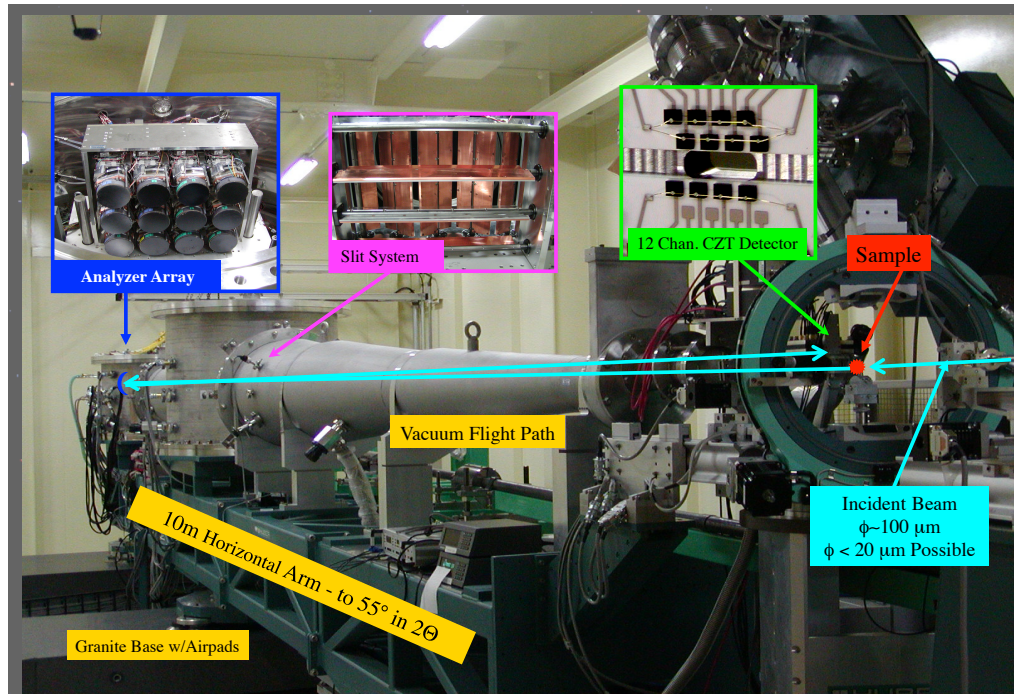 Analyzer Array
Slit System
12 Chan. CZT Detector
Sample
Vacuum Flight Path
Incident Beam
ϕ~100 μm
ϕ < 20 μm Possible
10m Horizontal Arm - to 55° in 2Θ
Granite Base w/Airpads